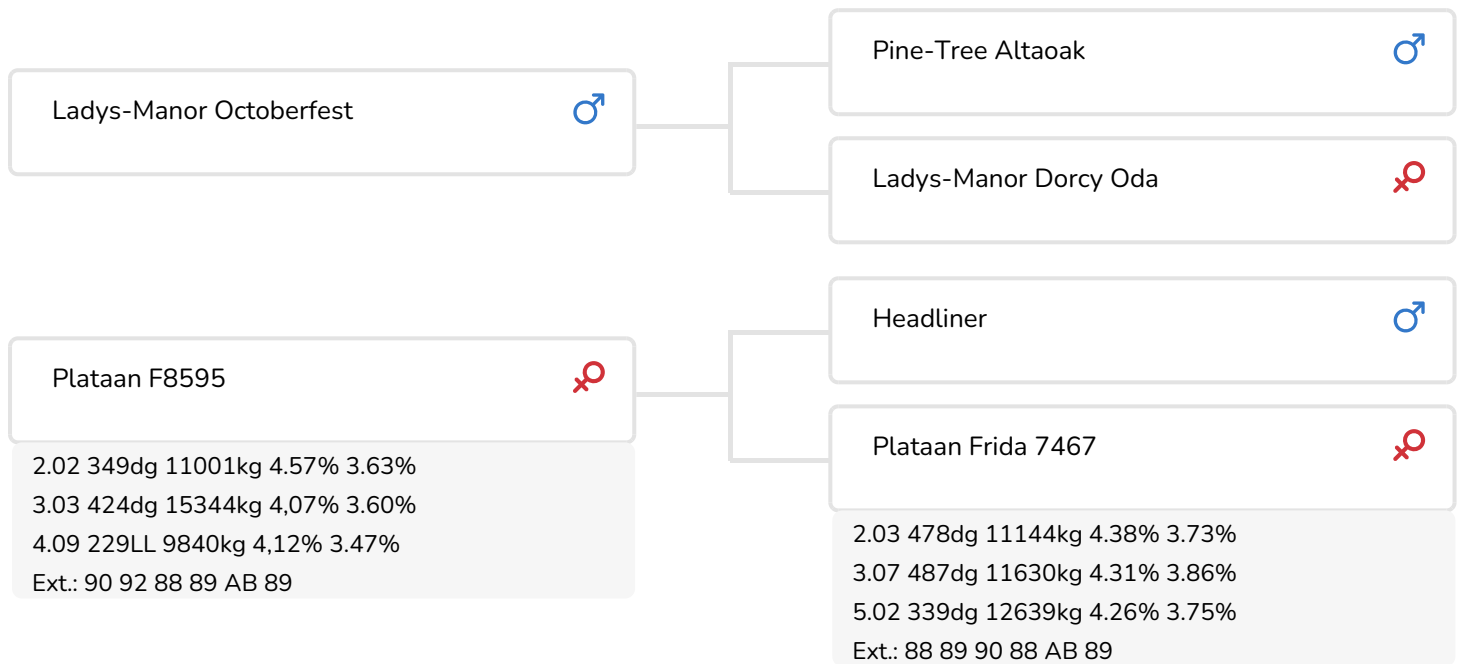 Ladys-Manor Octoberfest
Pine-Tree Altaoak
Ladys-Manor Dorcy Oda
Plataan F8595
2.02 349dg 11001kg 4.57% 3.63%
3.03 424dg 15344kg 4,07% 3.60%
4.09 229LL 9840kg 4,12% 3.47%
Ext.: 90 92 88 89 AB 89
Headliner
Plataan Frida 7467
2.03 478dg 11144kg 4.38% 3.73%
3.07 487dg 11630kg 4.31% 3.86%
5.02 339dg 12639kg 4.26% 3.75%
Ext.: 88 89 90 88 AB 89